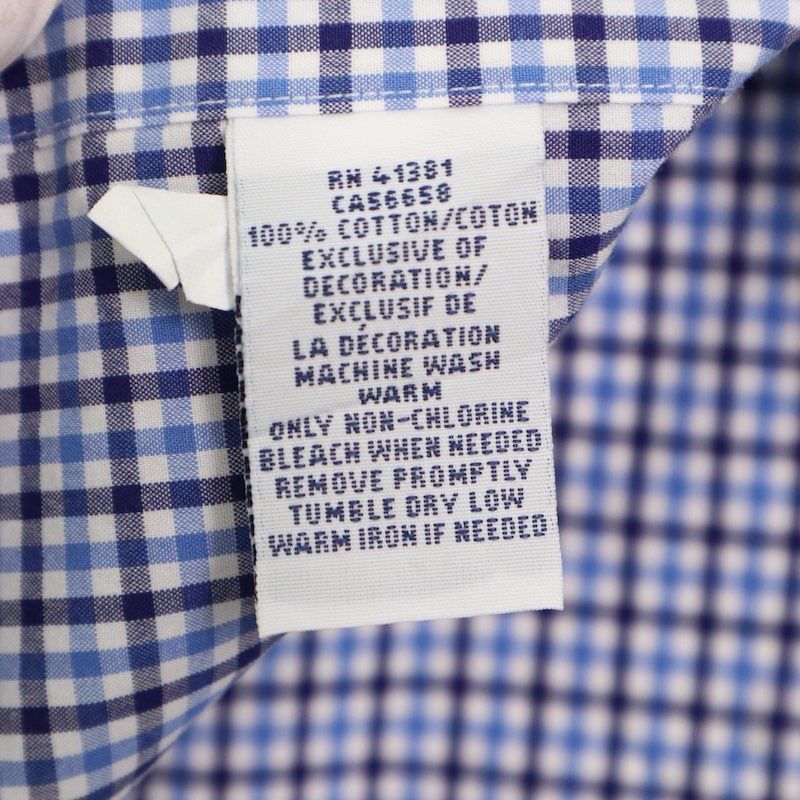 RN 41381
CA56658
100% COTTON/COTON
EXCLUSIVE OF
DECORATION/
EXCLUSIF DE
LA DÉCORATION
MACHINE WASH
WARM
ONLY NON-CHLORINE
BLEACH WHEN NEEDED
REMOVE PROMPTLY
TUMBLE DRY LOW
WARM IRON IF NEEDED